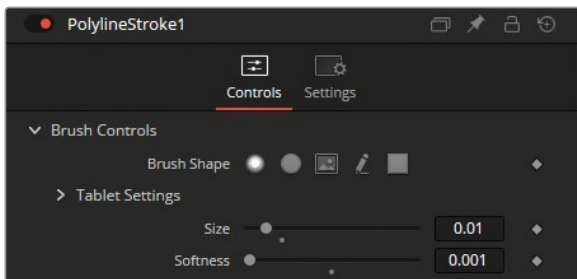 PolylineStroke1
Controls Settings
Brush Controls
Brush Shape
Tablet Settings
Size 0.01
Softness 0.001